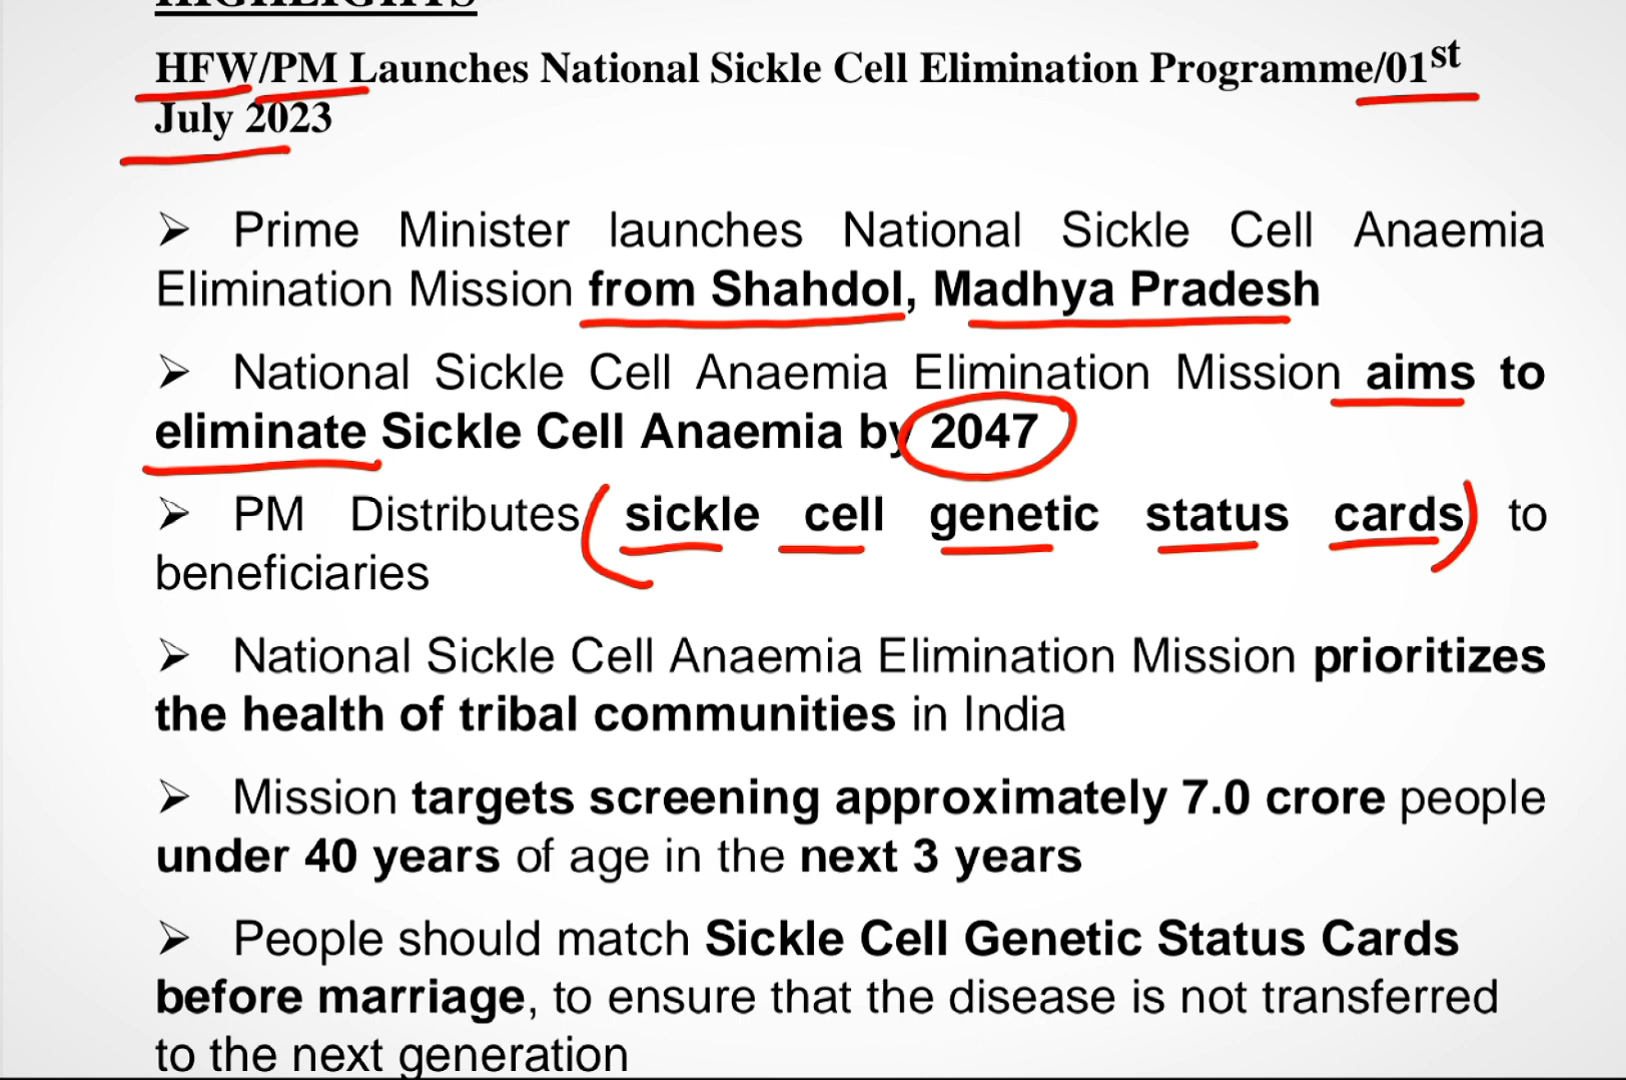 HIGHLIGHTS
HFW/PM Launches National Sickle Cell Elimination Programme/01st
July 2023
➢ Prime Minister launches National Sickle Cell Anaemia
Elimination Mission from Shahdol, Madhya Pradesh
➢ National Sickle Cell Anaemia Elimination Mission aims to
eliminate Sickle Cell Anaemia by 2047
➢ PM Distributes sickle cell genetic status cards to
beneficiaries
➢ National Sickle Cell Anaemia Elimination Mission prioritizes
the health of tribal communities in India
➢ Mission targets screening approximately 7.0 crore people
under 40 years of age in the next 3 years
➢ People should match Sickle Cell Genetic Status Cards
before marriage, to ensure that the disease is not transferred
to the next generation